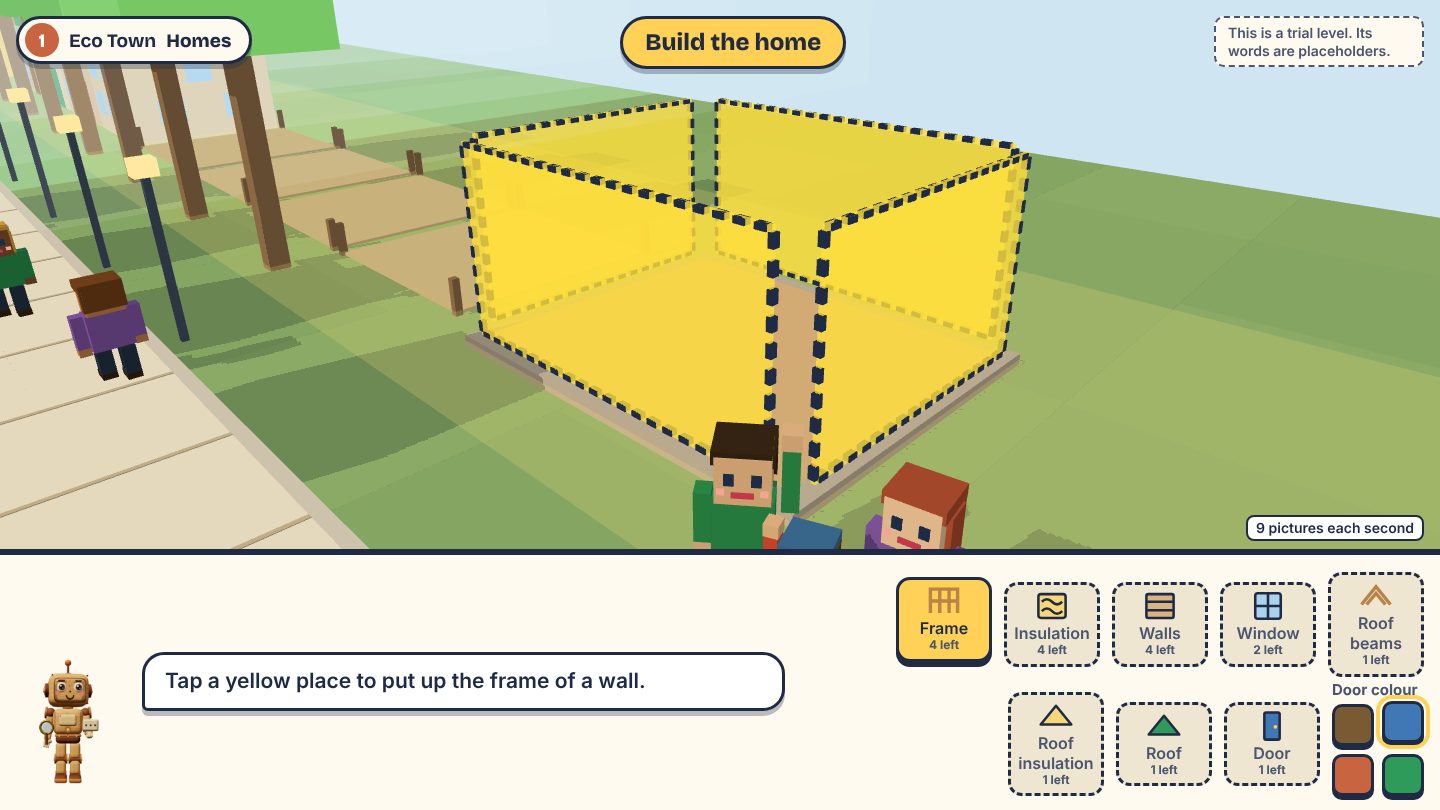 1 Eco Town Homes
Build the home
This is a trial level. Its
words are placeholders.
9 pictures each second
Tap a yellow place to put up the frame of a wall.
Frame
4 left
Insulation
4 left
Walls
4 left
Window
2 left
Roof
beams
1 left
Roof
insulation
1 left
Roof
1 left
Door
1 left
Door colour